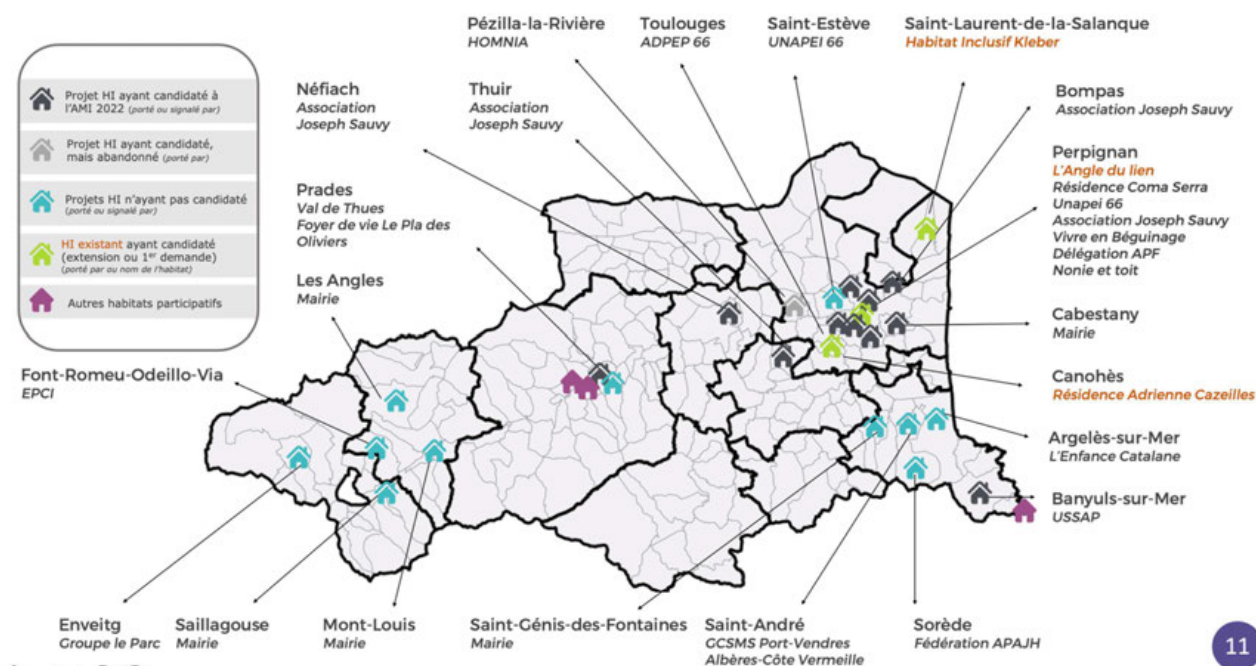 Pézilla-la-Rivière
HOMNIA
Toulouges
ADPEP 66
Saint-Estève
UNAPEI 66
Saint-Laurent-de-la-Salanque
Habitat Inclusif Kleber
Projet HI ayant candidaté à
l'AMI 2022 (porté ou signalé par)
Projet HI ayant candidaté,
mais abandonné (porté par)
Projets HI n'ayant pas candidaté
(porté ou signalé par)
HI existant ayant candidaté
(extension ou 1er demande)
(porté par ou nom de l'habitat)
Autres habitats participatifs
Néfiach
Association
Joseph Sauvy
Thuir
Association
Joseph Sauvy
Bompas
Association Joseph Sauvy
Perpignan
L'Angle du lien
Résidence Coma Serra
Unapei 66
Association Joseph Sauvy
Vivre en Béguinage
Délégation APF
Nonie et toit
Prades
Val de Thues
Foyer de vie Le Pla des
Oliviers
Les Angles
Mairie
Cabestany
Mairie
Font-Romeu-Odeillo-Via
EPCI
Canohès
Résidence Adrienne Cazeilles
Argelès-sur-Mer
L'Enfance Catalane
Banyuls-sur-Mer
USSAP
Enveitg
Groupe le Parc
Saillagouse
Mairie
Mont-Louis
Mairie
Saint-Génis-des-Fontaines
Mairie
Saint-André
GCSMS Port-Vendres
Albères-Côte Vermeille
Sorède
Fédération APAJH
11